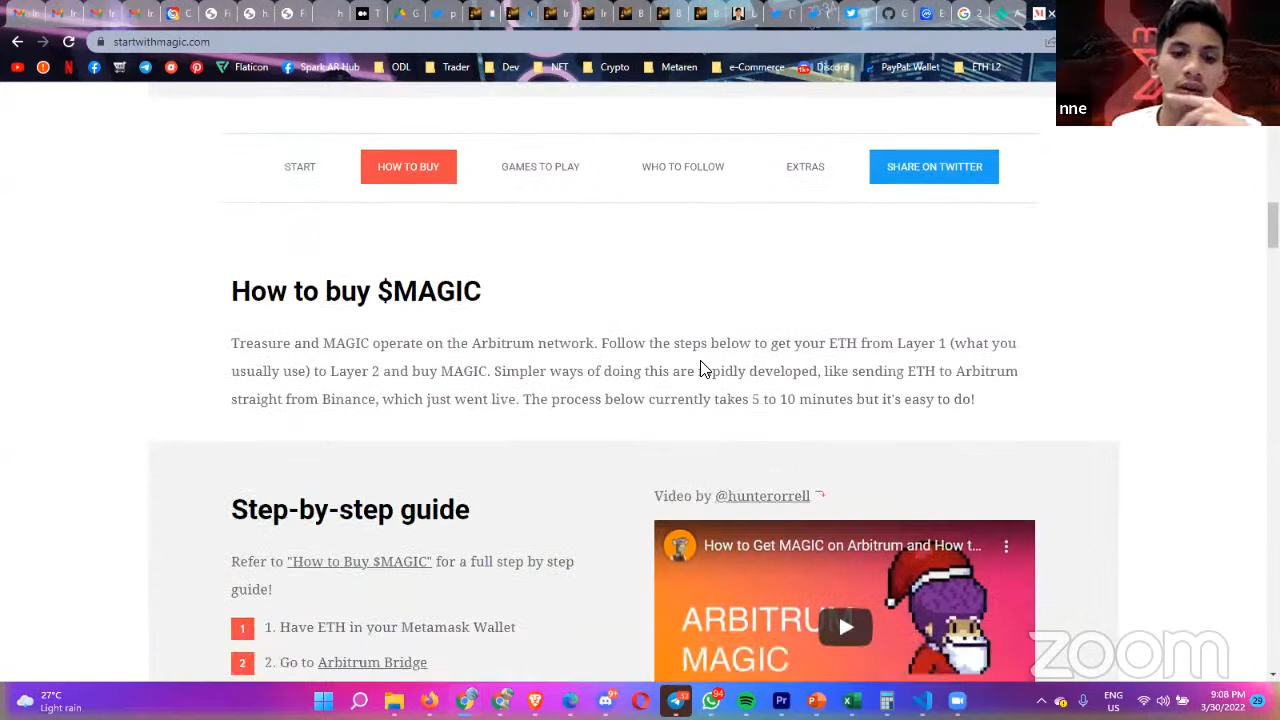 startwithmagic.com
Flaticon
Spark AR Hub
ODL
Trader
Dev
NFT
Crypto
Metaren
e-Commerce
Discord
PayPal: Wallet
ETH L2
nne
START
HOW TO BUY
GAMES TO PLAY
WHO TO FOLLOW
EXTRAS
SHARE ON TWITTER
How to buy $MAGIC
Treasure and MAGIC operate on the Arbitrum network. Follow the steps below to get your ETH from Layer 1 (what you
usually use) to Layer 2 and buy MAGIC. Simpler ways of doing this are rapidly developed, like sending ETH to Arbitrum
straight from Binance, which just went live. The process below currently takes 5 to 10 minutes but it's easy to do!
Step-by-step guide
Refer to "How to Buy $MAGIC" for a full step by step
guide!
1 1. Have ETH in your Metamask Wallet
2 2. Go to Arbitrum Bridge
Video by @hunterorrell
How to Get MAGIC on Arbitrum and How t...
ARBITRUM
MAGIC
zoom
27°C
Light rain
94
ENG
US
9:08 PM
3/30/2022
29